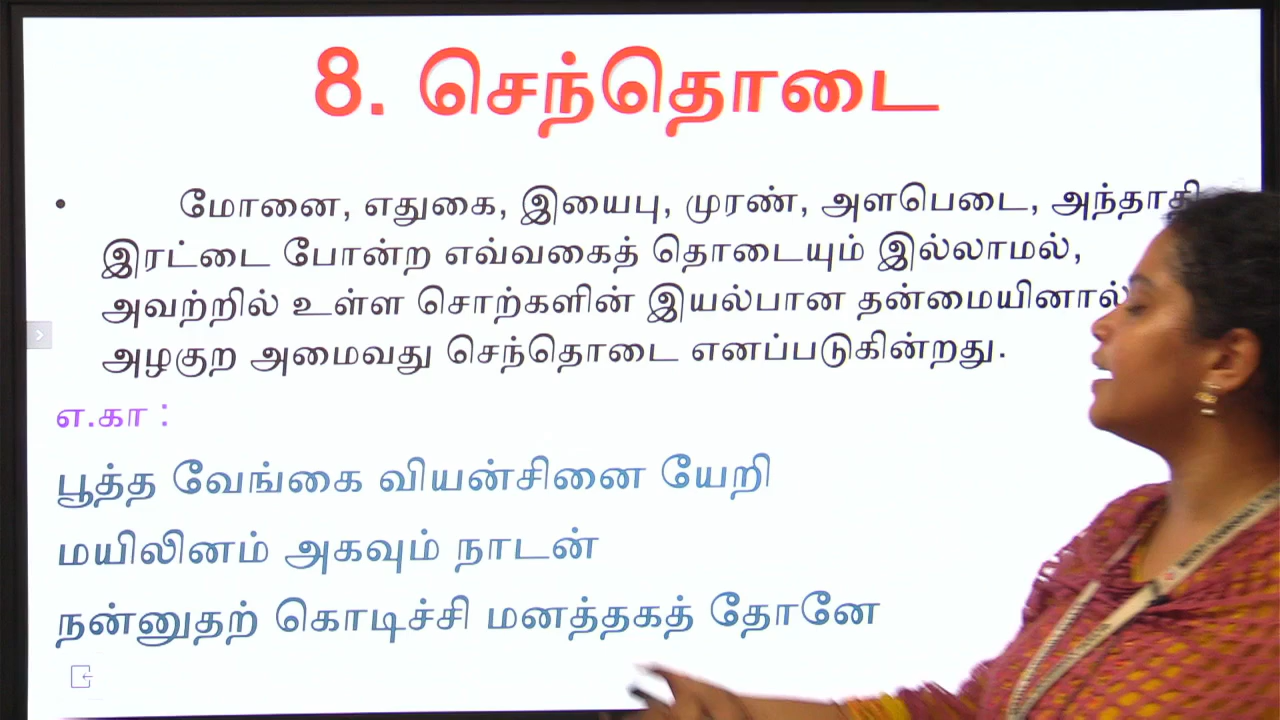 8. செந்தொடை
• மோனை, எதுகை, இயைபு, முரண், அளபெடை, அந்தாதி
இரட்டை போன்ற எவ்வகைத் தொடையும் இல்லாமல்,
அவற்றில் உள்ள சொற்களின் இயல்பான தன்மையினால்
அழகுற அமைவது செந்தொடை எனப்படுகின்றது.
எ.கா :
பூத்த வேங்கை வியன்சினை யேறி
மயிலினம் அகவும் நாடன்
நன்னுதற் கொடிச்சி மனத்தகத் தோனே